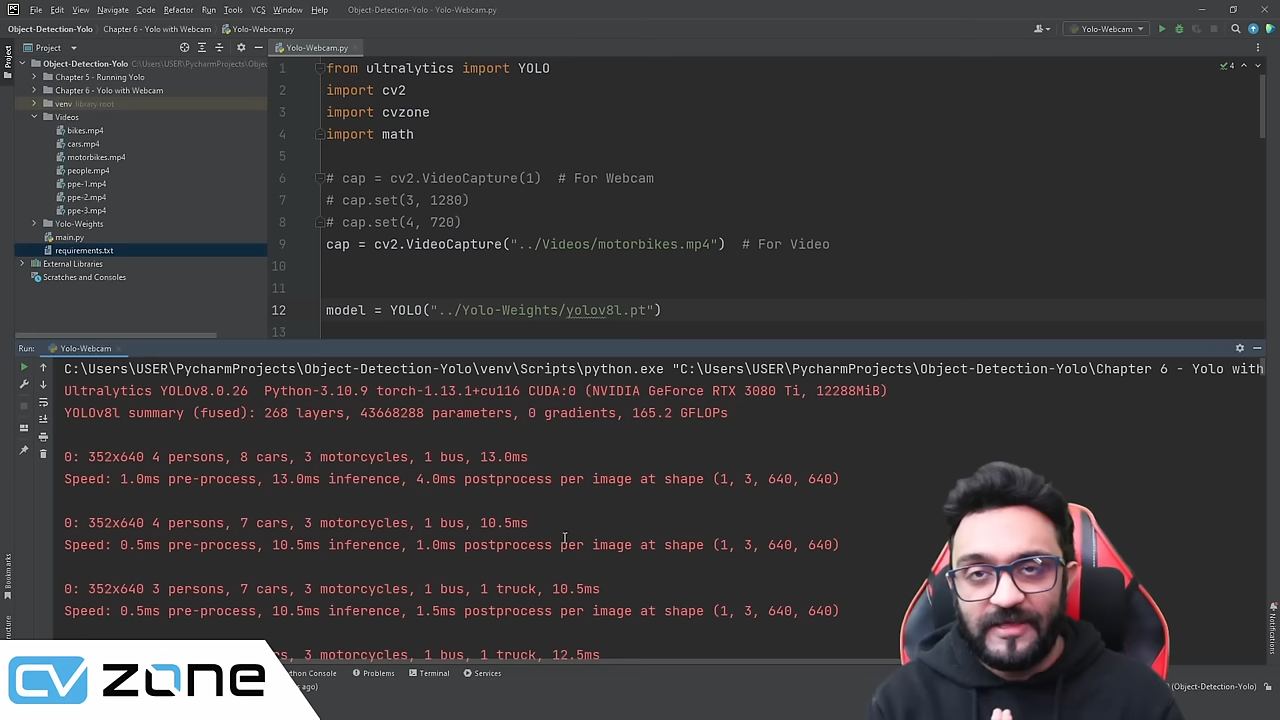 File Edit View Navigate Code Refactor Run Tools VCS Window Help Object-Detection-Yolo - Yolo-Webcam.py
Object-Detection-Yolo Chapter 6 - Yolo with Webcam Yolo-Webcam.py
Yolo-Webcam
Project
Project
Yolo-Webcam.py
Object-Detection-Yolo C:\Users\USER\PycharmProjects\Objec
Chapter 5 - Running Yolo
Chapter 6 - Yolo with Webcam
venv library root
Videos
bikes.mp4
cars.mp4
motorbikes.mp4
people.mp4
ppe-1.mp4
ppe-2.mp4
ppe-3.mp4
Yolo-Weights
main.py
requirements.txt
External Libraries
Scratches and Consoles
1 from ultralytics import YOLO
4
2 import cv2
3 import cvzone
4 import math
5
6 # cap = cv2.VideoCapture(1) # For Webcam
7 # cap.set(3, 1280)
8 # cap.set(4, 720)
9 cap = cv2.VideoCapture("../Videos/motorbikes.mp4") # For Video
10
11
12 model = YOLO("../Yolo-Weights/yolov8l.pt")
13
Run: Yolo-Webcam
C:\Users\USER\PycharmProjects\Object-Detection-Yolo\venv\Scripts\python.exe "C:\Users\USER\PycharmProjects\Object-Detection-Yolo\Chapter 6 - Yolo with
Ultralytics YOLOv8.0.26 Python-3.10.9 torch-1.13.1+cu116 CUDA:0 (NVIDIA GeForce RTX 3080 Ti, 12288MiB)
YOLOv8l summary (fused): 268 layers, 43668288 parameters, 0 gradients, 165.2 GFLOPs
0: 352x640 4 persons, 8 cars, 3 motorcycles, 1 bus, 13.0ms
Speed: 1.0ms pre-process, 13.0ms inference, 4.0ms postprocess per image at shape (1, 3, 640, 640)
0: 352x640 4 persons, 7 cars, 3 motorcycles, 1 bus, 10.5ms
Speed: 0.5ms pre-process, 10.5ms inference, 1.0ms postprocess per image at shape (1, 3, 640, 640)
0: 352x640 3 persons, 7 cars, 3 motorcycles, 1 bus, 1 truck, 10.5ms
Speed: 0.5ms pre-process, 10.5ms inference, 1.5ms postprocess per image at shape (1, 3, 640, 640)
s, 3 motorcycles, 1 bus, 1 truck, 12.5ms
Bookmarks
Notifications
thon Console Problems Terminal Services
s ago)
(Object-Detection-Yolo)
CV ZONE